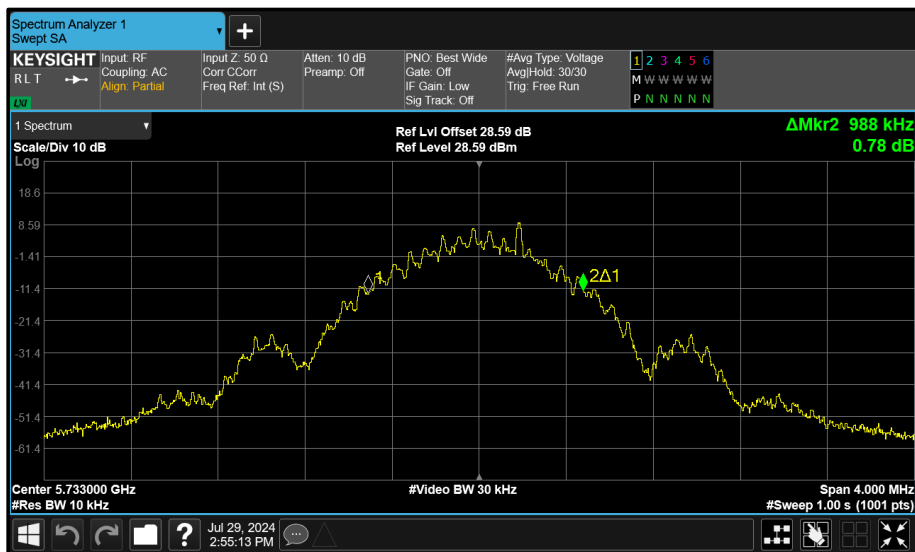 Spectrum Analyzer 1
Swept SA
KEYSIGHT
R L T
LXI
Input: RF
Coupling: AC
Align: Partial
Input Z: 50 Ω
Corr CCorr
Freq Ref: Int (S)
Atten: 10 dB
Preamp: Off
PNO: Best Wide
Gate: Off
IF Gain: Low
Sig Track: Off
#Avg Type: Voltage
Avg|Hold: 30/30
Trig: Free Run
1 2 3 4 5 6
M W W W W W
P N N N N N
1 Spectrum
Scale/Div 10 dB
Ref Lvl Offset 28.59 dB
Ref Level 28.59 dBm
ΔMkr2 988 kHz
0.78 dB
Log
18.6
8.59
-1.41
-11.4
-21.4
-31.4
-41.4
-51.4
-61.4
1
2Δ1
Center 5.733000 GHz
#Res BW 10 kHz
#Video BW 30 kHz
Span 4.000 MHz
#Sweep 1.00 s (1001 pts)
?
Jul 29, 2024
2:55:13 PM